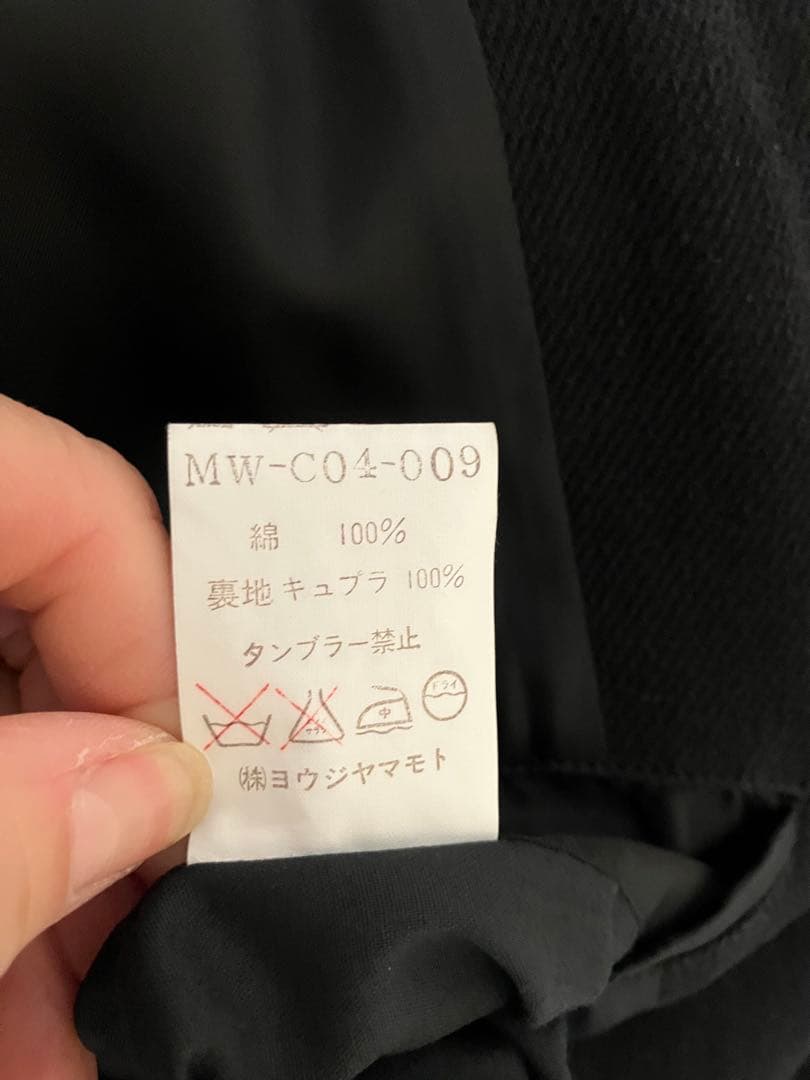 MW-C04-009
綿 100%
裏地 キュプラ 100%
タンブラー禁止
中 ドライ
㈱ヨウジヤマモト